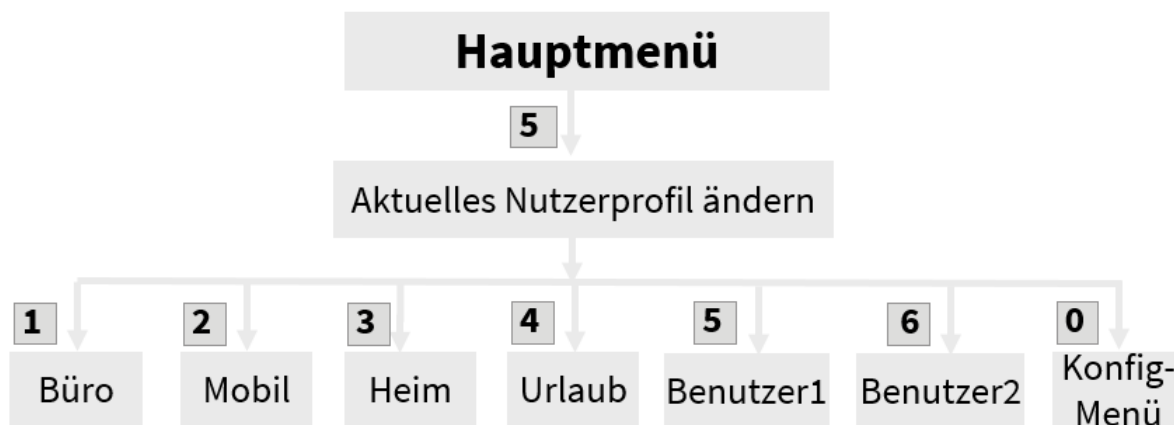 Hauptmenü
5
Aktuelles Nutzerprofil ändern
1 2 3 4 5 6 0
Büro Mobil Heim Urlaub Benutzer1 Benutzer2 Konfig-
Menü